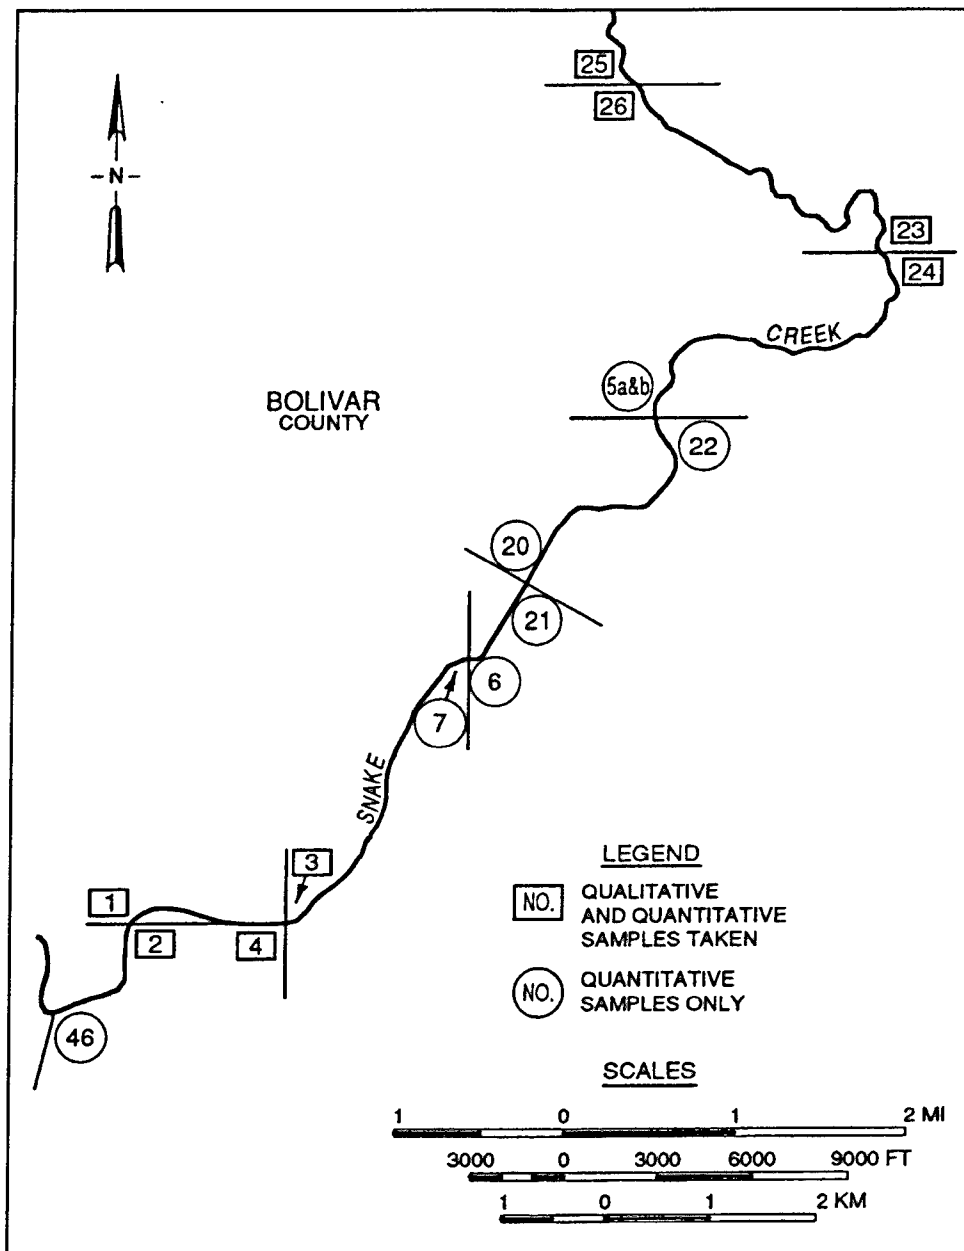 25
26
-N-
23
24
CREEK
5a&b
BOLIVAR
COUNTY
22
20
21
6
7
SNAKE
3
1
2
4
46
LEGEND
NO. QUALITATIVE
AND QUANTITATIVE
SAMPLES TAKEN
NO. QUANTITATIVE
SAMPLES ONLY
SCALES
1 0 1 2 MI
3000 0 3000 6000 9000 FT
1 0 1 2 KM